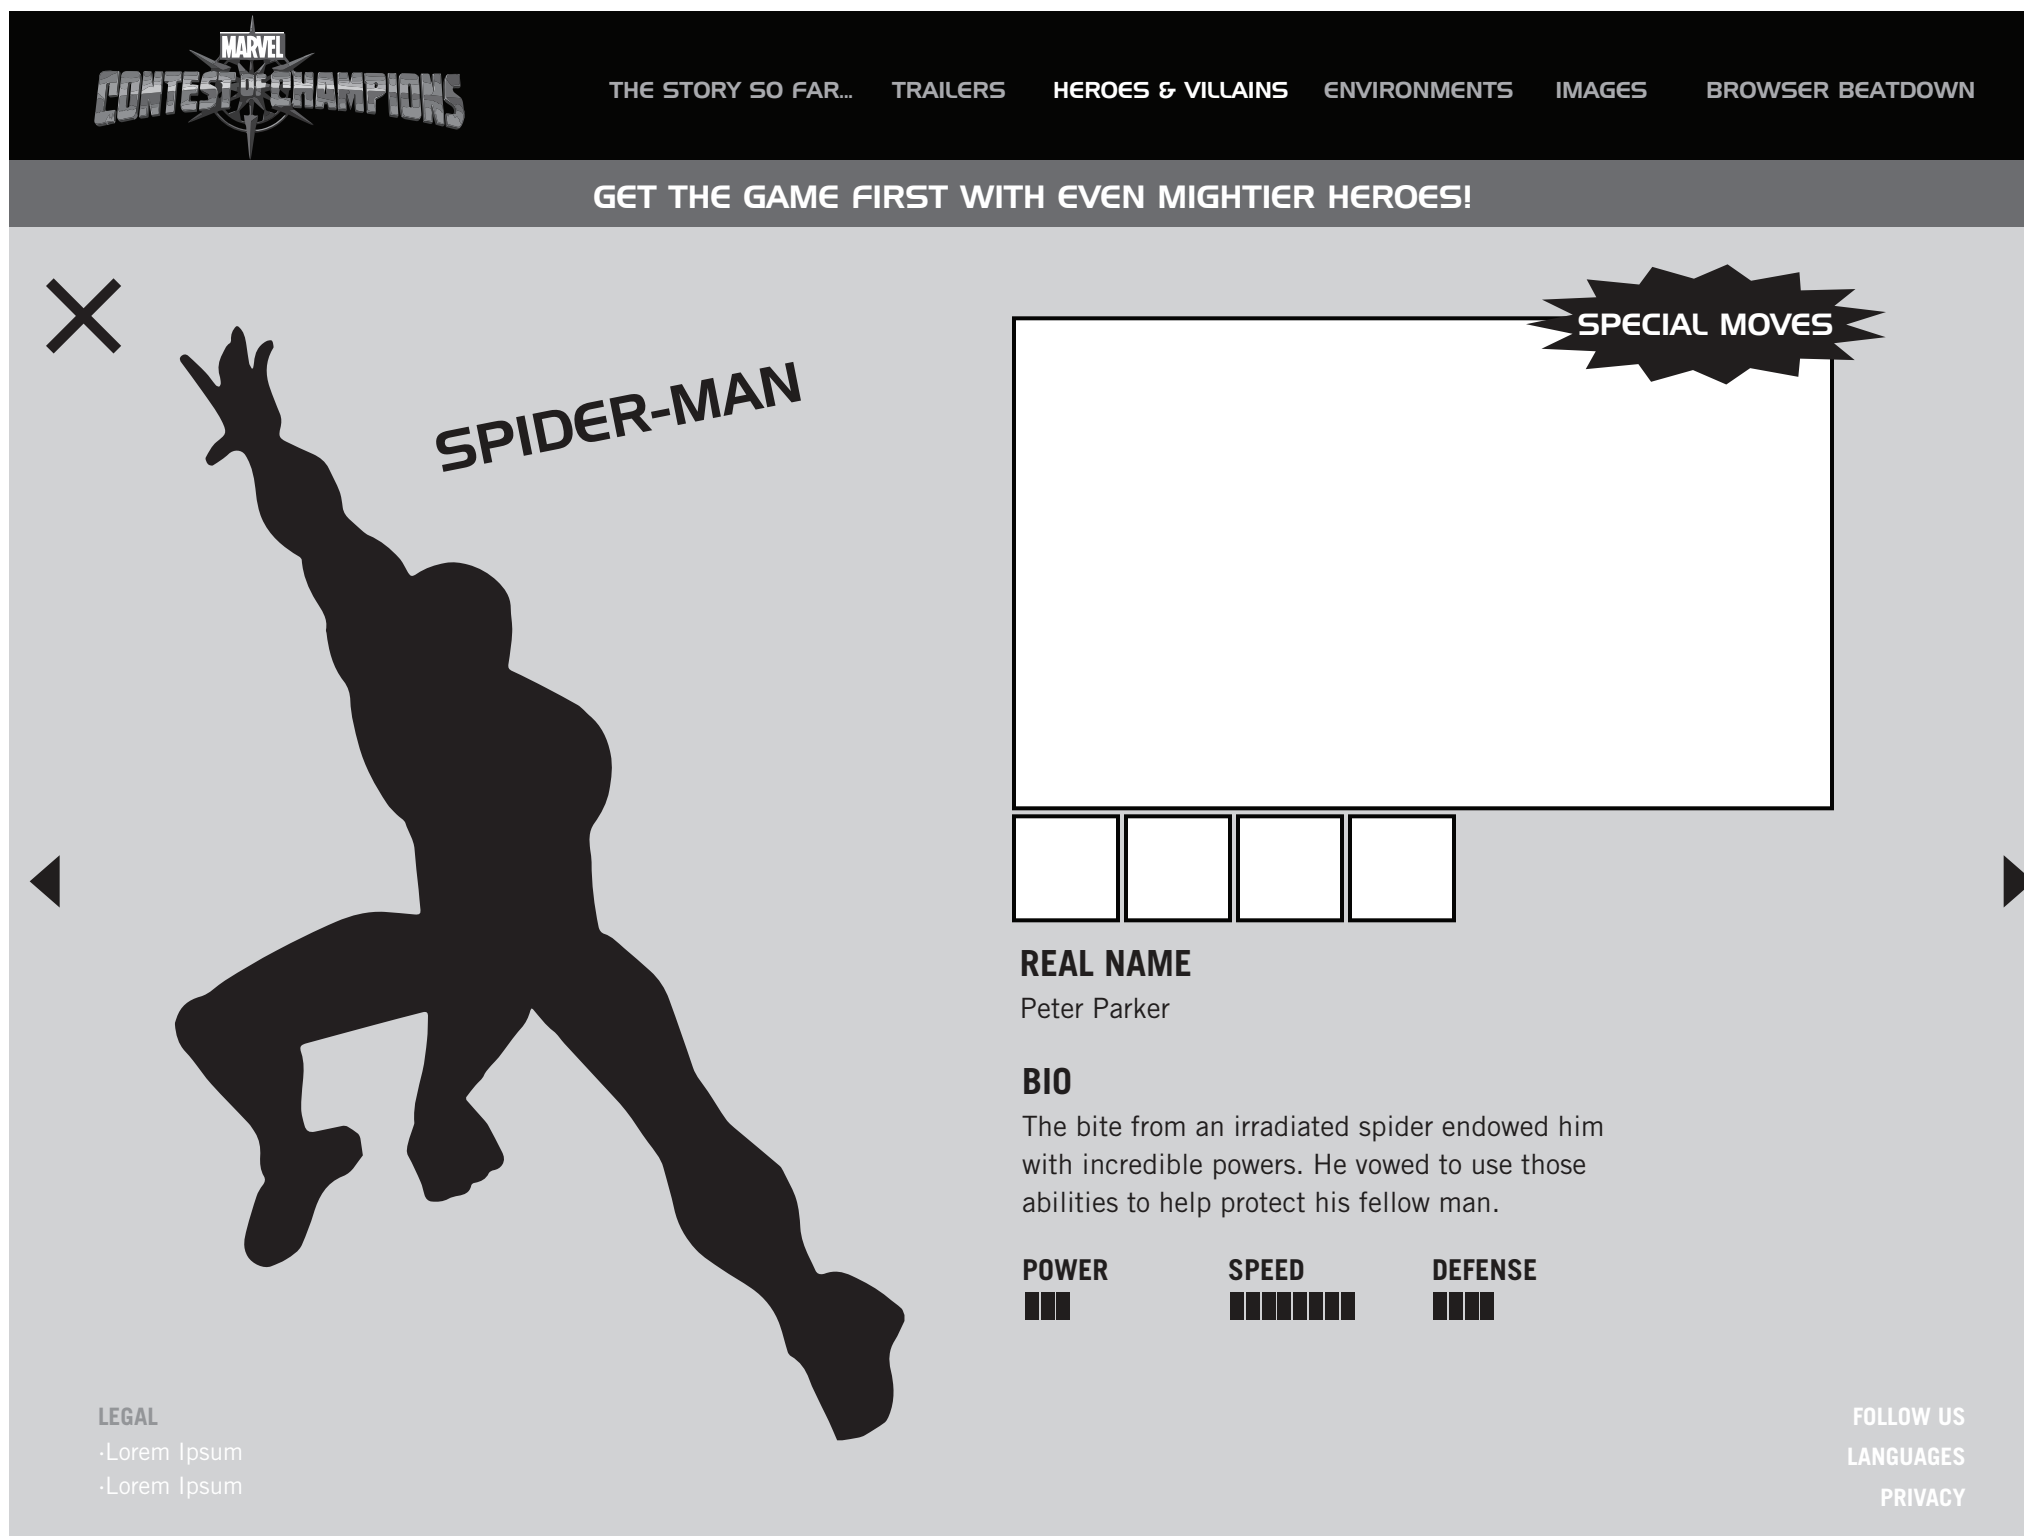 MARVEL
CONTEST OF CHAMPIONS
THE STORY SO FAR... TRAILERS HEROES & VILLAINS ENVIRONMENTS IMAGES BROWSER BEATDOWN
GET THE GAME FIRST WITH EVEN MIGHTIER HEROES!
SPECIAL MOVES
SPIDER-MAN
REAL NAME
Peter Parker
BIO
The bite from an irradiated spider endowed him
with incredible powers. He vowed to use those
abilities to help protect his fellow man.
POWER SPEED DEFENSE
LEGAL
·Lorem Ipsum
·Lorem Ipsum
FOLLOW US
LANGUAGES
PRIVACY